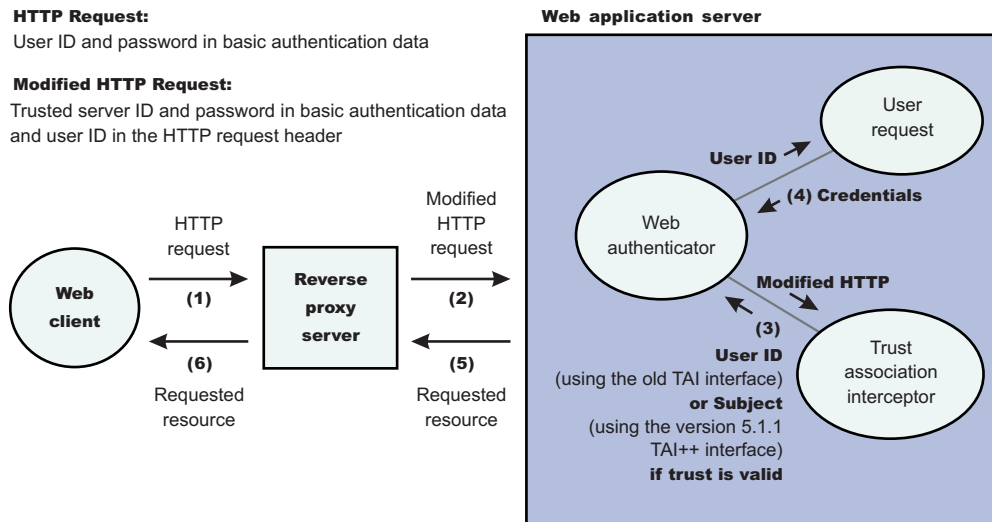 HTTP Request:
User ID and password in basic authentication data
Modified HTTP Request:
Trusted server ID and password in basic authentication data
and user ID in the HTTP request header
Web application server
User
request
User ID
(4) Credentials
Web
authenticator
Modified HTTP
(3)
User ID
(using the old TAI interface)
or Subject
(using the version 5.1.1
TAI++ interface)
if trust is valid
Trust
association
interceptor
Web
client
HTTP
request
(1)
(6)
Requested
resource
Reverse
proxy
server
Modified
HTTP
request
(2)
(5)
Requested
resource